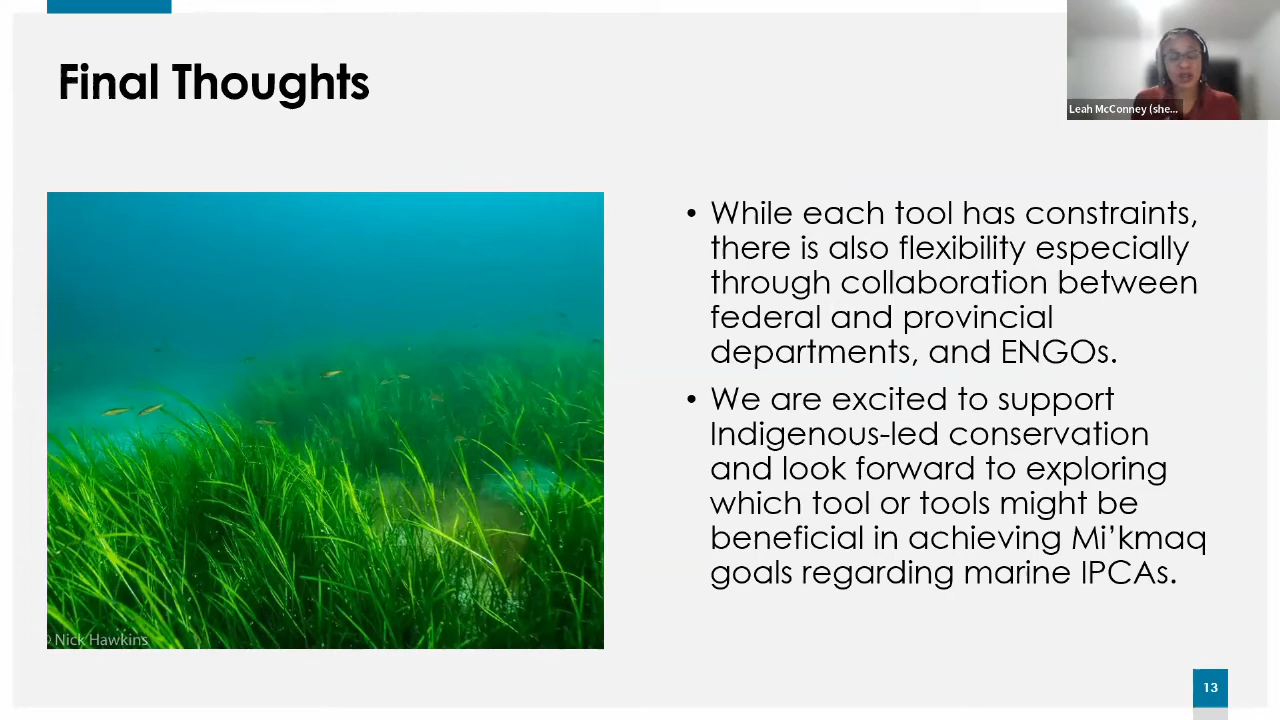 Final Thoughts
Leah McConney (she...
While each tool has constraints,
there is also flexibility especially
through collaboration between
federal and provincial
departments, and ENGOs.
We are excited to support
Indigenous-led conservation
and look forward to exploring
which tool or tools might be
beneficial in achieving Mi’kmaq
goals regarding marine IPCAs.
© Nick Hawkins
13